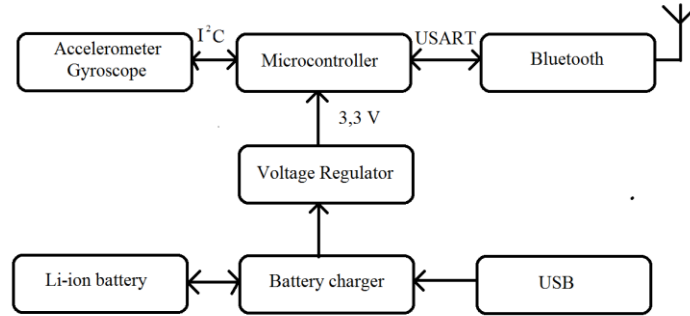 I²C
USART
Accelerometer
Gyroscope
Microcontroller
Bluetooth
3,3 V
Voltage Regulator
Li-ion battery
Battery charger
USB